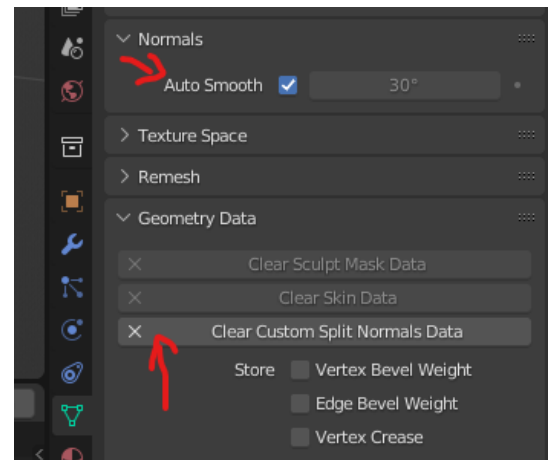 Normals
Auto Smooth 30°
Texture Space
Remesh
Geometry Data
Clear Sculpt Mask Data
Clear Skin Data
Clear Custom Split Normals Data
Store Vertex Bevel Weight
Edge Bevel Weight
Vertex Crease